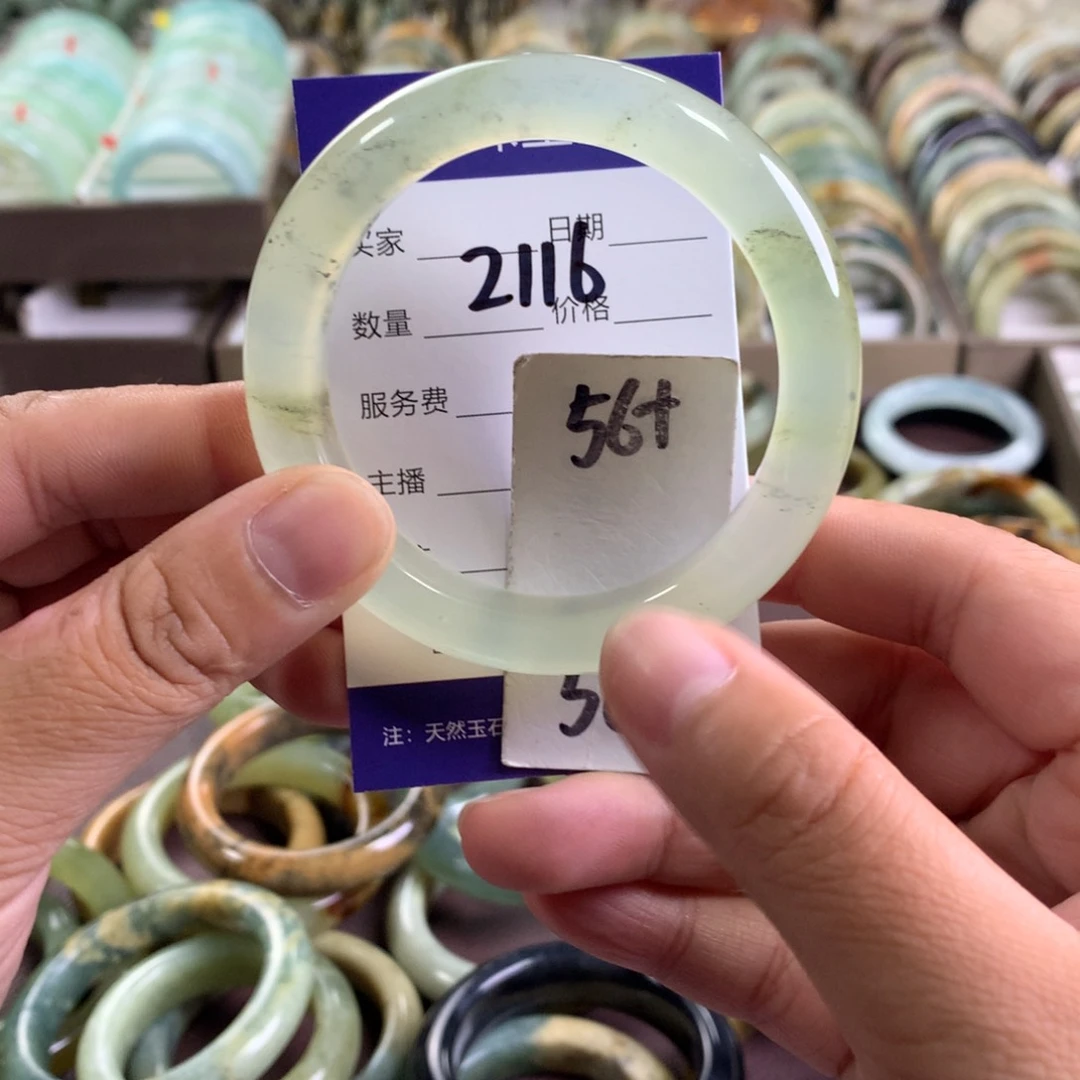 买家 日期
2116
数量 价格
服务费
56+
主播
注：天然玉石